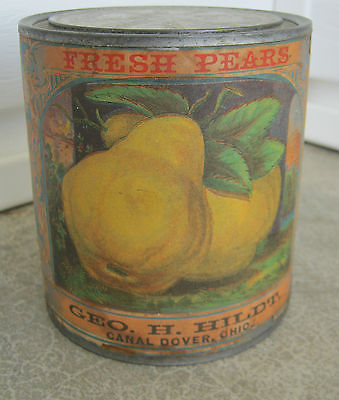 FRESH PEARS.
GEO. H. HILDT.
CANAL DOVER, OHIO.